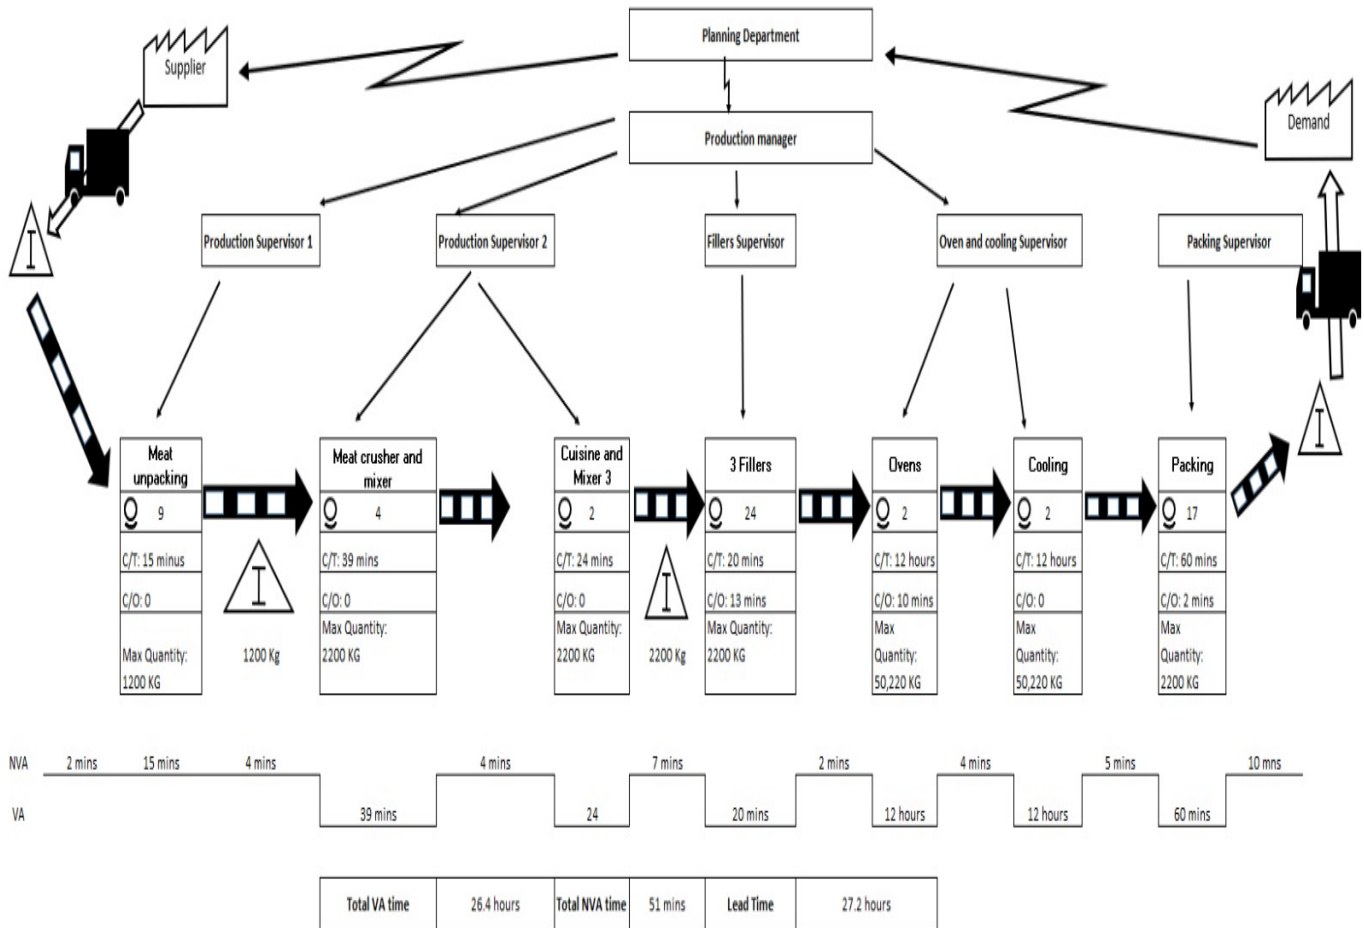 Planning Department
Supplier
Demand
Production manager
Production Supervisor 1
Production Supervisor 2
Fillers Supervisor
Oven and cooling Supervisor
Packing Supervisor
I
I
Meat
unpacking
9
C/T: 15 minus
C/O: 0
Max Quantity:
1200 KG
I
1200 Kg
Meat crusher and
mixer
4
C/T: 39 mins
C/O: 0
Max Quantity:
2200 KG
Cuisine and
Mixer 3
2
C/T: 24 mins
C/O: 0
Max Quantity:
2200 KG
I
2200 Kg
3 Fillers
24
C/T: 20 mins
C/O: 13 mins
Max Quantity:
2200 KG
Ovens
2
C/T: 12 hours
C/O: 10 mins
Max
Quantity:
50,220 KG
Cooling
2
C/T: 12 hours
C/O: 0
Max
Quantity:
50,220 KG
Packing
17
C/T: 60 mins
C/O: 2 mins
Max
Quantity:
2200 KG
NVA 2 mins 15 mins 4 mins 4 mins 7 mins 2 mins 4 mins 5 mins 10 mns
VA 39 mins 24 20 mins 12 hours 12 hours 60 mins
Total VA time 26.4 hours Total NVA time 51 mins Lead Time 27.2 hours